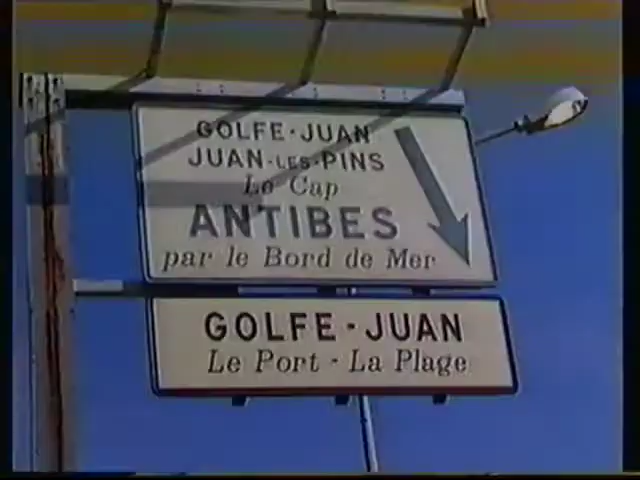 GOLFE-JUAN
JUAN-LES-PINS
Le Cap
ANTIBES
par le Bord de Mer
GOLFE-JUAN
Le Port - La Plage